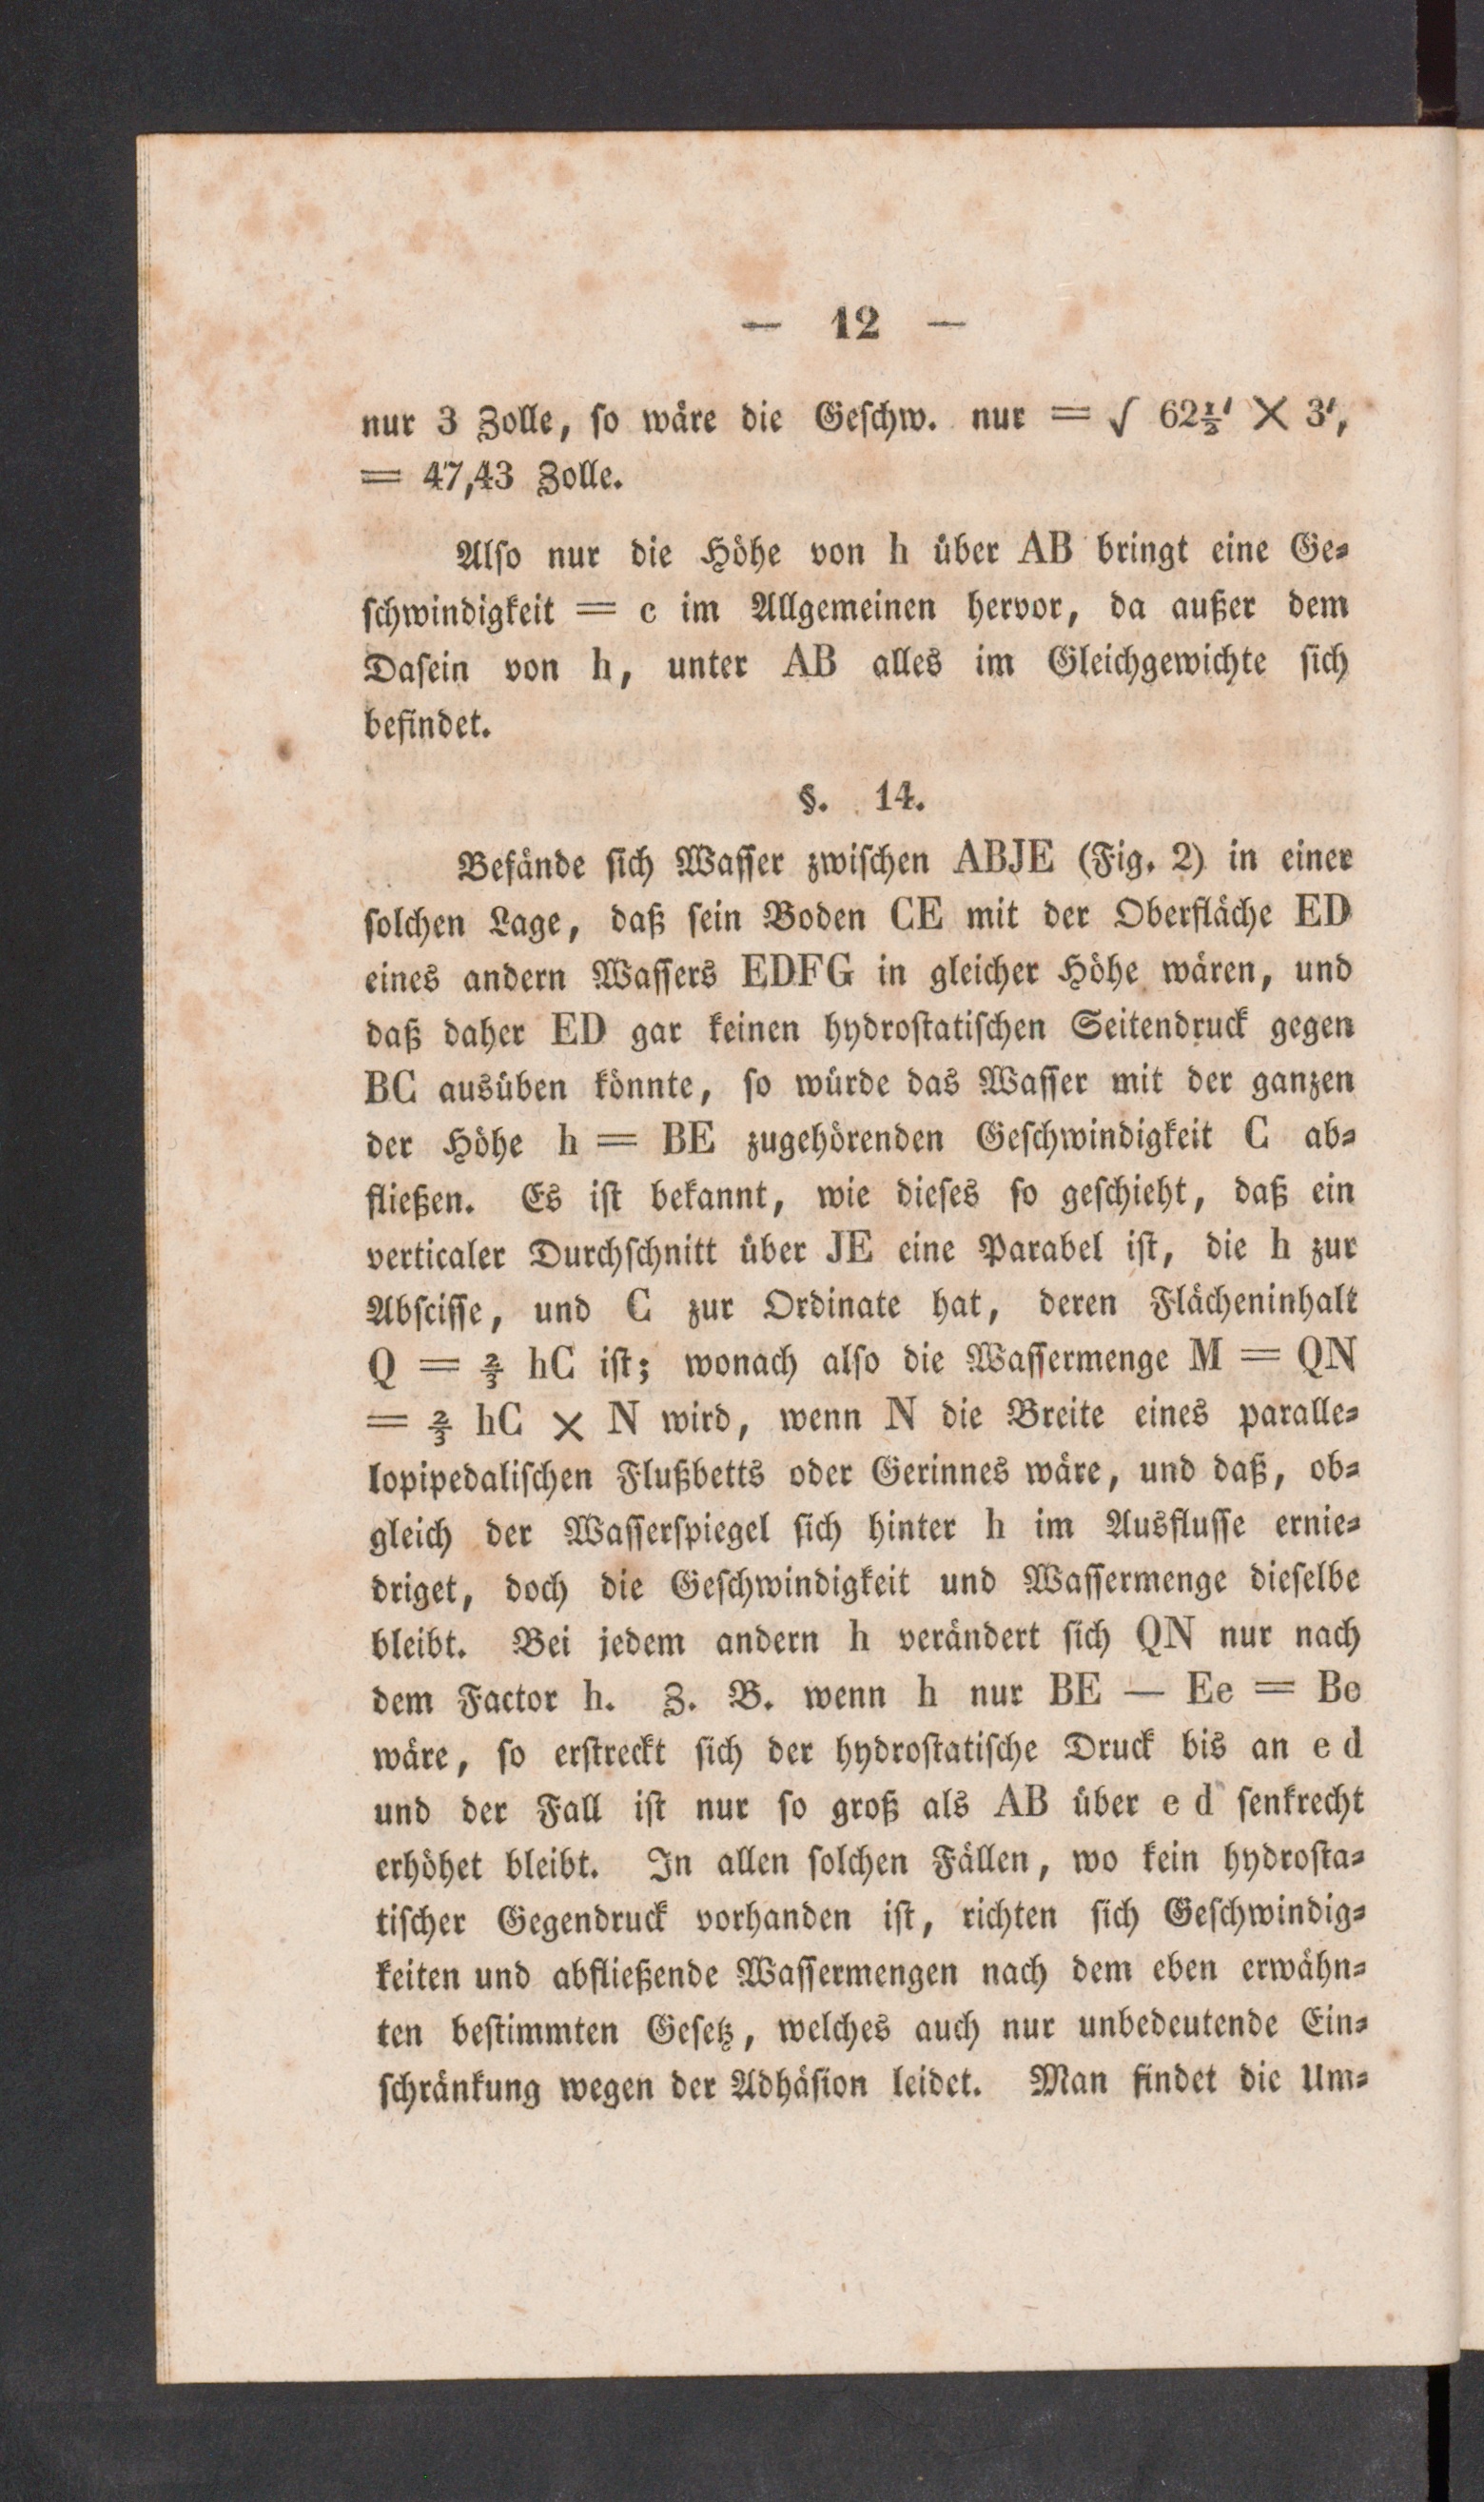 — 12 —
nur 3 Zolle, ſo wäre die Geſchw. nur = √ 62½′ × 3′,
= 47,43 Zolle.
Alſo nur die Höhe von h über AB bringt eine Ge⸗
ſchwindigkeit = c im Allgemeinen hervor, da außer dem
Daſein von h, unter AB alles im Gleichgewichte ſich
befindet.
§. 14.
Befände ſich Waſſer zwiſchen ABJE (Fig. 2) in einer
ſolchen Lage, daß ſein Boden CE mit der Oberfläche ED
eines andern Waſſers EDFG in gleicher Höhe wären, und
daß daher ED gar keinen hydroſtatiſchen Seitendruck gegen
BC ausüben könnte, ſo würde das Waſſer mit der ganzen
der Höhe h = BE zugehörenden Geſchwindigkeit C ab⸗
fließen. Es iſt bekannt, wie dieſes ſo geſchieht, daß ein
verticaler Durchſchnitt über JE eine Parabel iſt, die h zur
Abſciſſe, und C zur Ordinate hat, deren Flächeninhalt
Q = ⅔ hC iſt; wonach alſo die Waſſermenge M = QN
= ⅔ hC × N wird, wenn N die Breite eines paralle⸗
lopipedaliſchen Flußbetts oder Gerinnes wäre, und daß, ob⸗
gleich der Waſſerſpiegel ſich hinter h im Ausfluſſe ernie⸗
driget, doch die Geſchwindigkeit und Waſſermenge dieſelbe
bleibt. Bei jedem andern h verändert ſich QN nur nach
dem Factor h. Z. B. wenn h nur BE — Ee = Be
wäre, ſo erſtreckt ſich der hydroſtatiſche Druck bis an e d
und der Fall iſt nur ſo groß als AB über e d ſenkrecht
erhöhet bleibt. In allen ſolchen Fällen, wo kein hydroſta⸗
tiſcher Gegendruck vorhanden iſt, richten ſich Geſchwindig⸗
keiten und abfließende Waſſermengen nach dem eben erwähn⸗
ten beſtimmten Geſetz, welches auch nur unbedeutende Ein⸗
ſchränkung wegen der Adhäſion leidet. Man findet die Um⸗